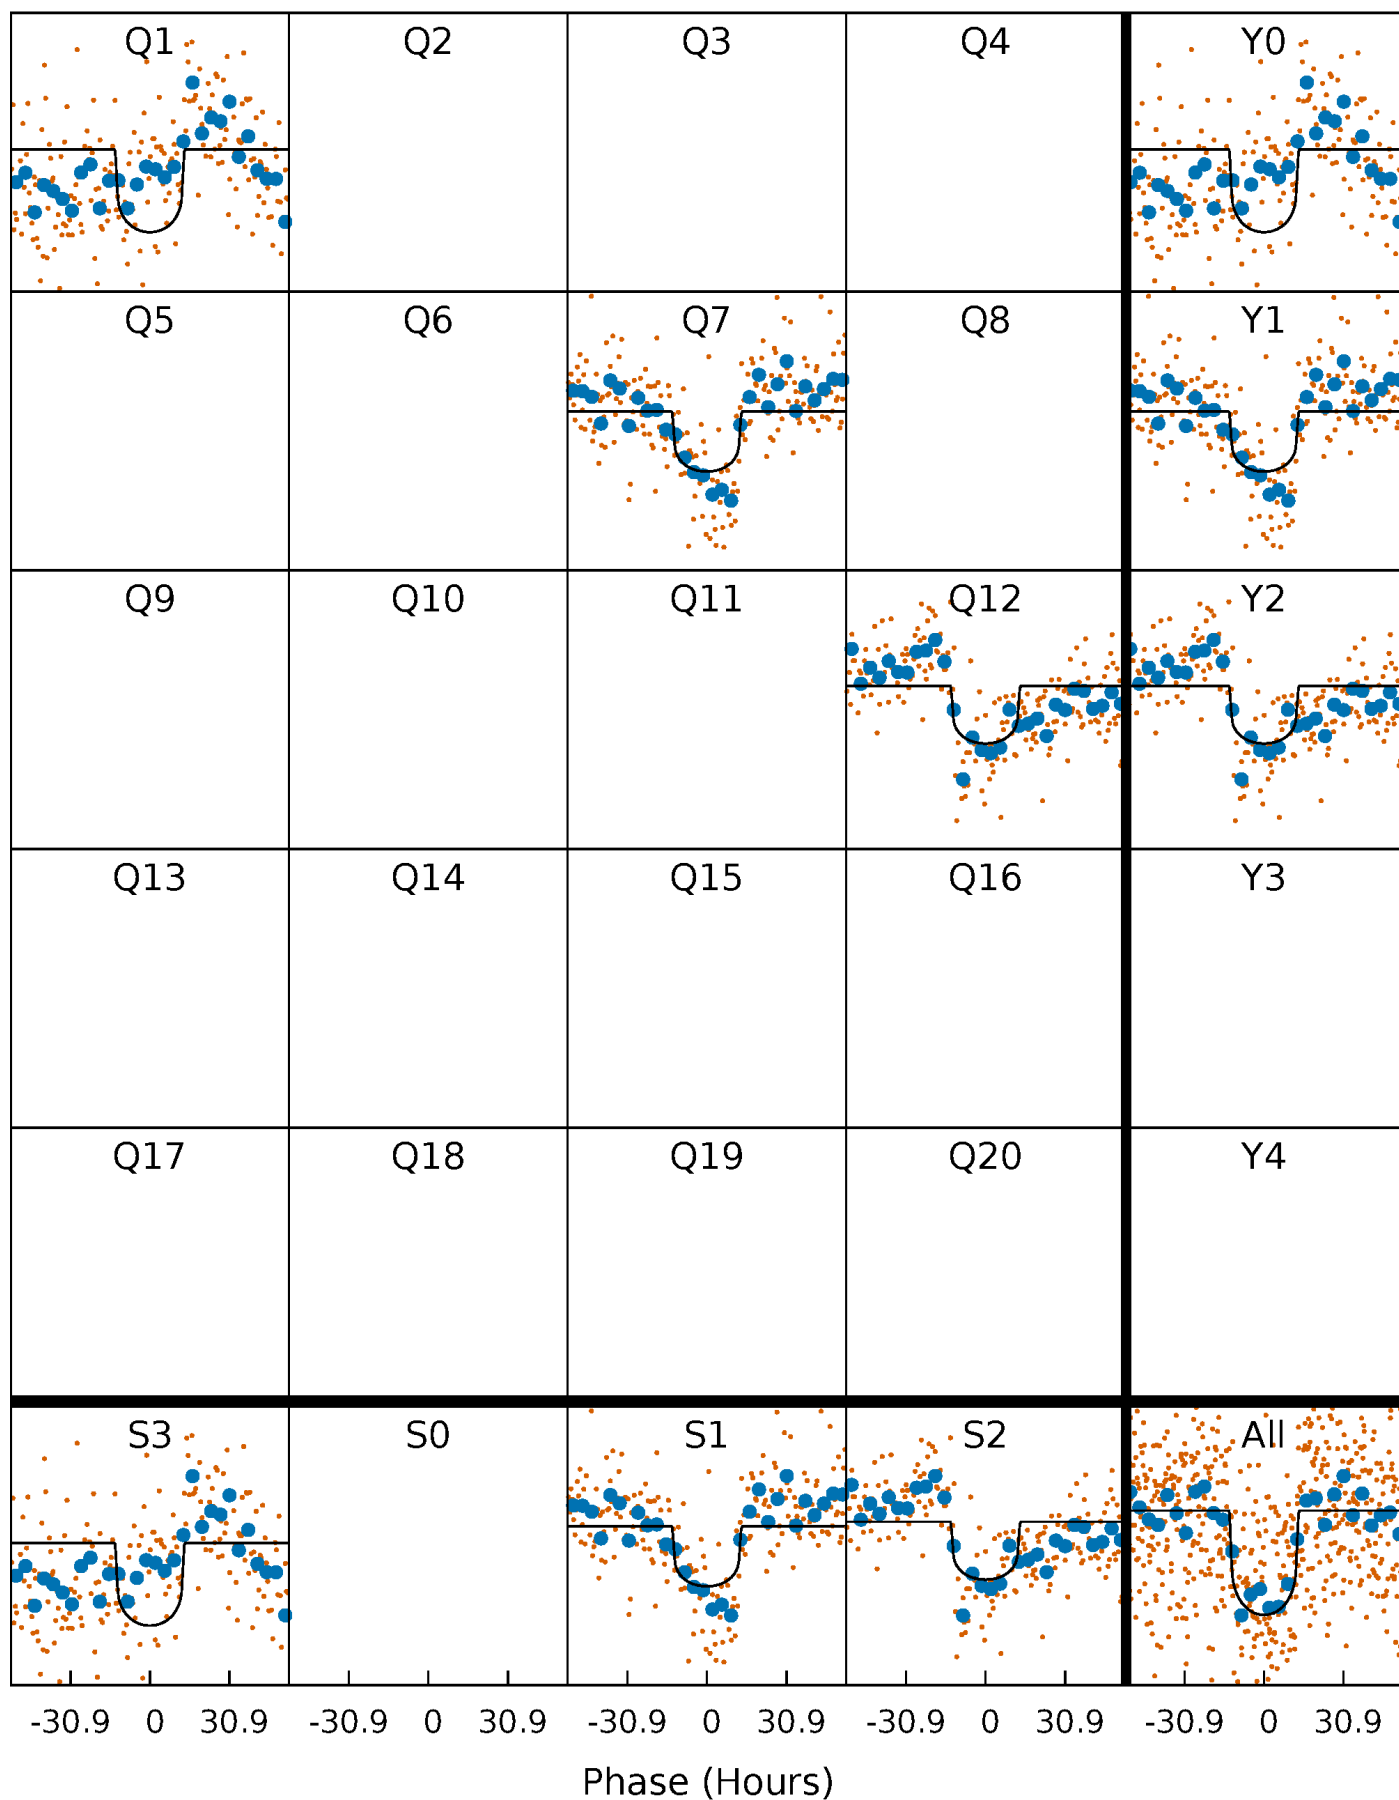 Q1 Q2 Q3 Q4 Y0
Q5 Q6 Q7 Q8 Y1
Q9 Q10 Q11 Q12 Y2
Q13 Q14 Q15 Q16 Y3
Q17 Q18 Q19 Q20 Y4
S3 S0 S1 S2 All
-30.9 0 30.9 -30.9 0 30.9 -30.9 0 30.9 -30.9 0 30.9 -30.9 0 30.9
Phase (Hours)